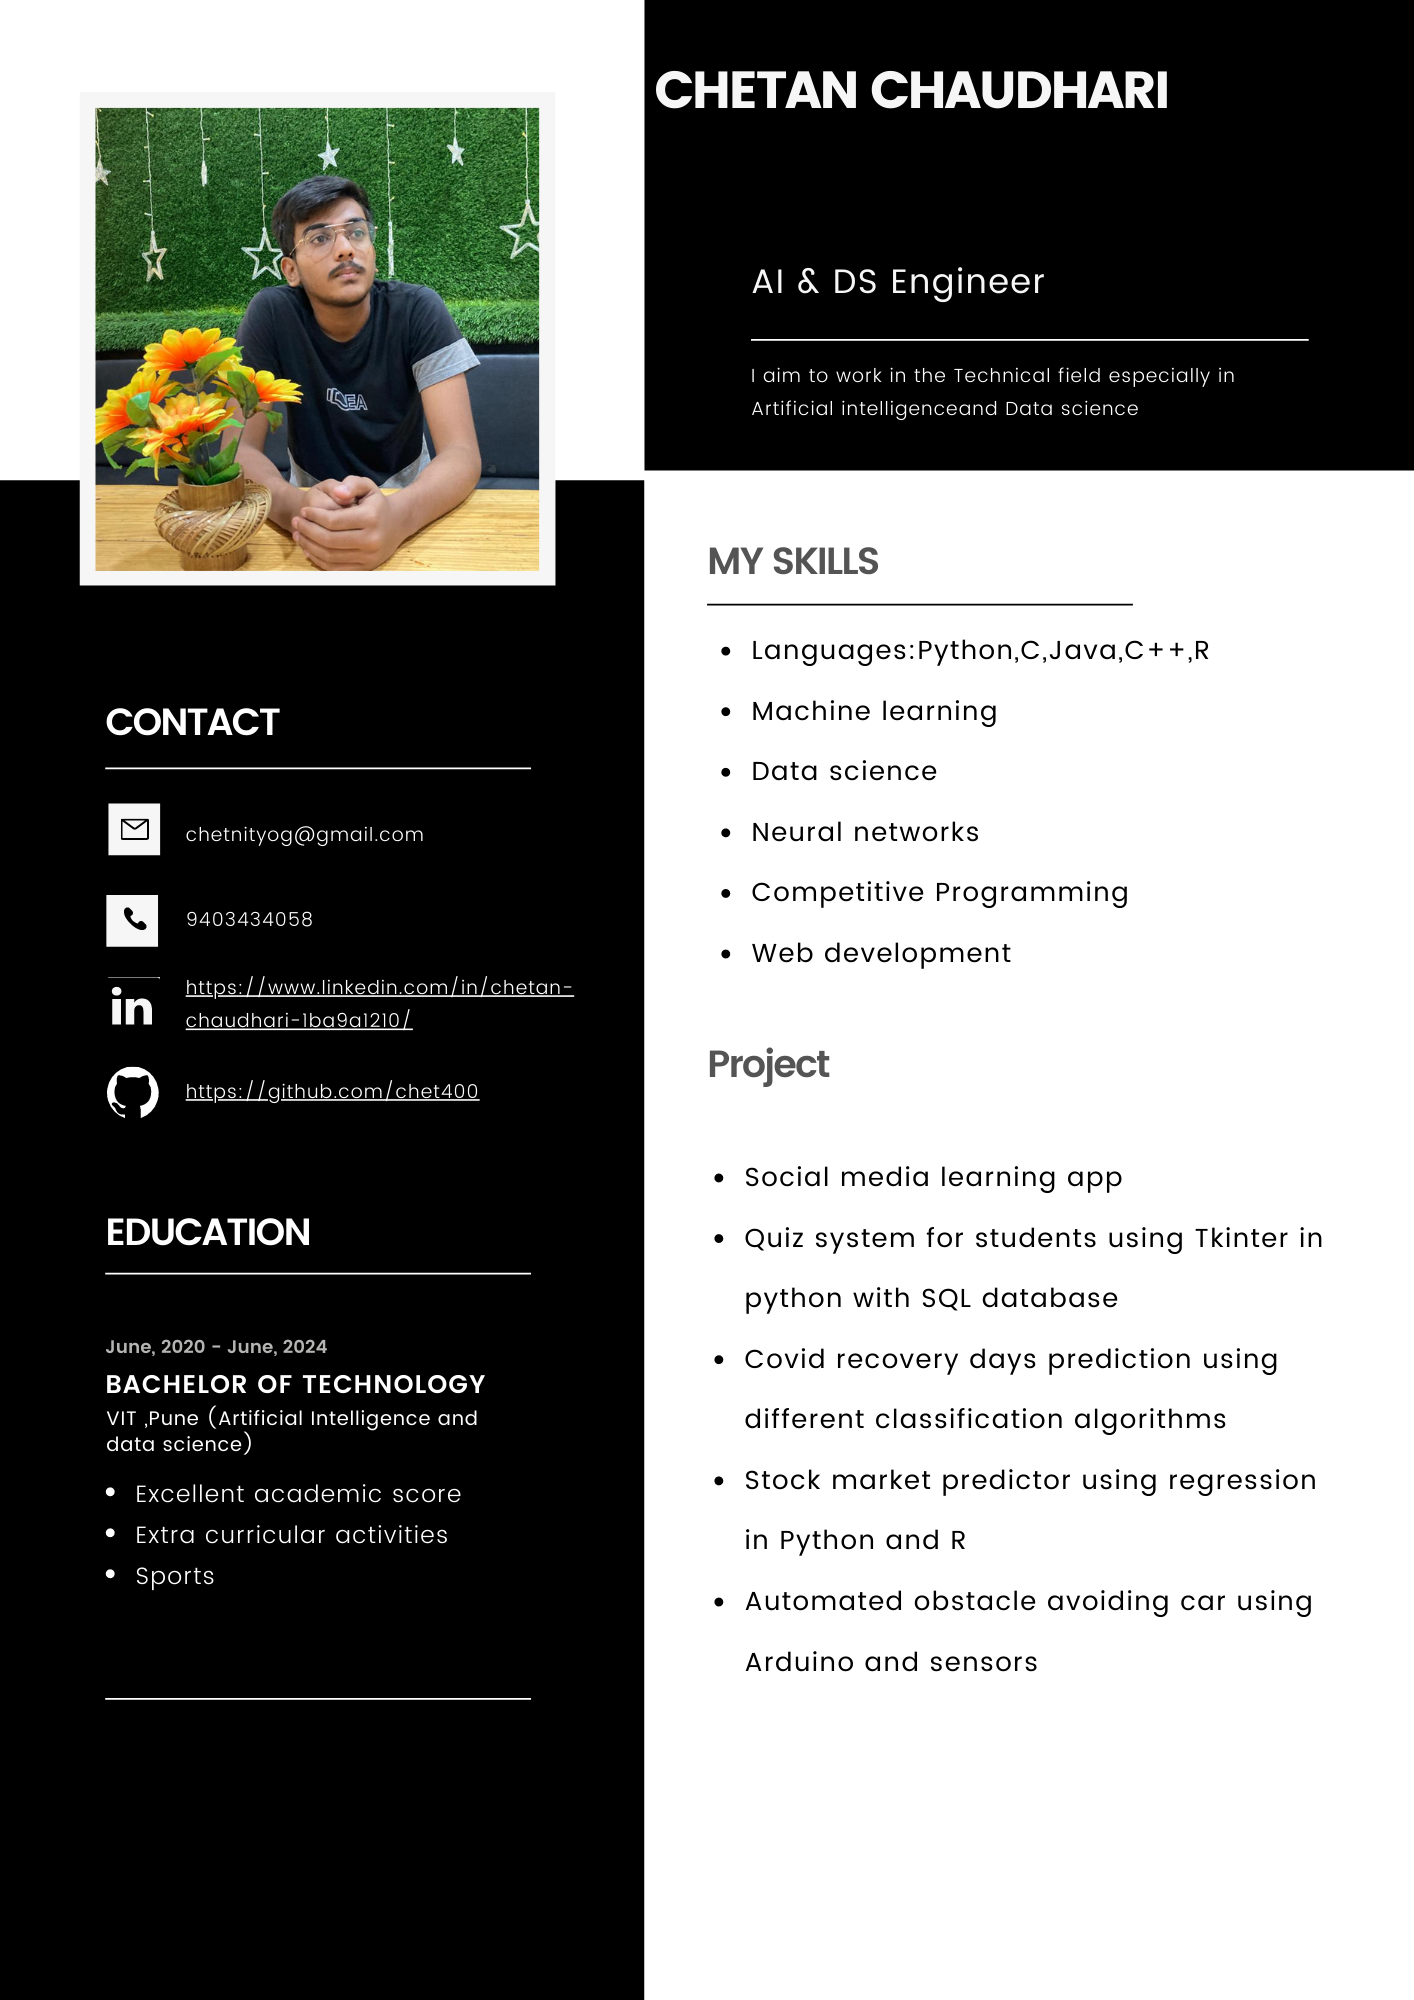 CHETAN CHAUDHARI
AI & DS Engineer
I aim to work in the Technical field especially in
Artificial intelligenceand Data science
CONTACT
chetnityog@gmail.com
9403434058
https://www.linkedin.com/in/chetan-
chaudhari-1ba9a1210/
https://github.com/chet400
EDUCATION
June, 2020 - June, 2024
BACHELOR OF TECHNOLOGY
VIT ,Pune (Artificial Intelligence and
data science)
• Excellent academic score
• Extra curricular activities
• Sports
MY SKILLS
• Languages:Python,C,Java,C++,R
• Machine learning
• Data science
• Neural networks
• Competitive Programming
• Web development
Project
• Social media learning app
• Quiz system for students using Tkinter in
python with SQL database
• Covid recovery days prediction using
different classification algorithms
• Stock market predictor using regression
in Python and R
• Automated obstacle avoiding car using
Arduino and sensors